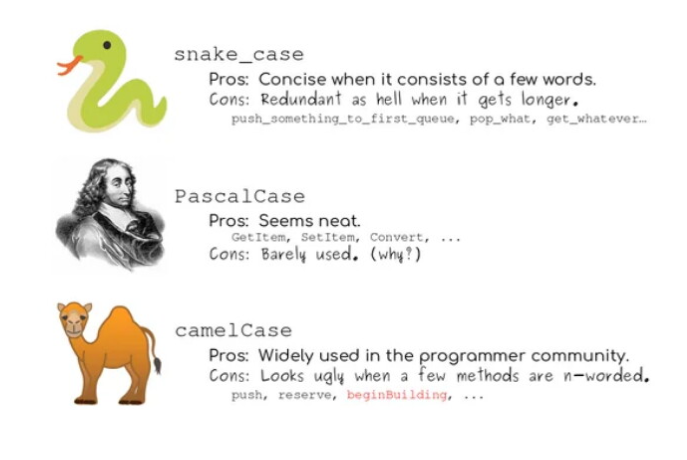 snake_case
Pros: Concise when it consists of a few words.
Cons: Redundant as hell when it gets longer.
push_something_to_first_queue, pop_what, get_whatever…
PascalCase
Pros: Seems neat.
GetItem, SetItem, Convert, ...
Cons: Barely used. (why?)
camelCase
Pros: Widely used in the programmer community.
Cons: Looks ugly when a few methods are n-worded.
push, reserve, beginBuilding, ...